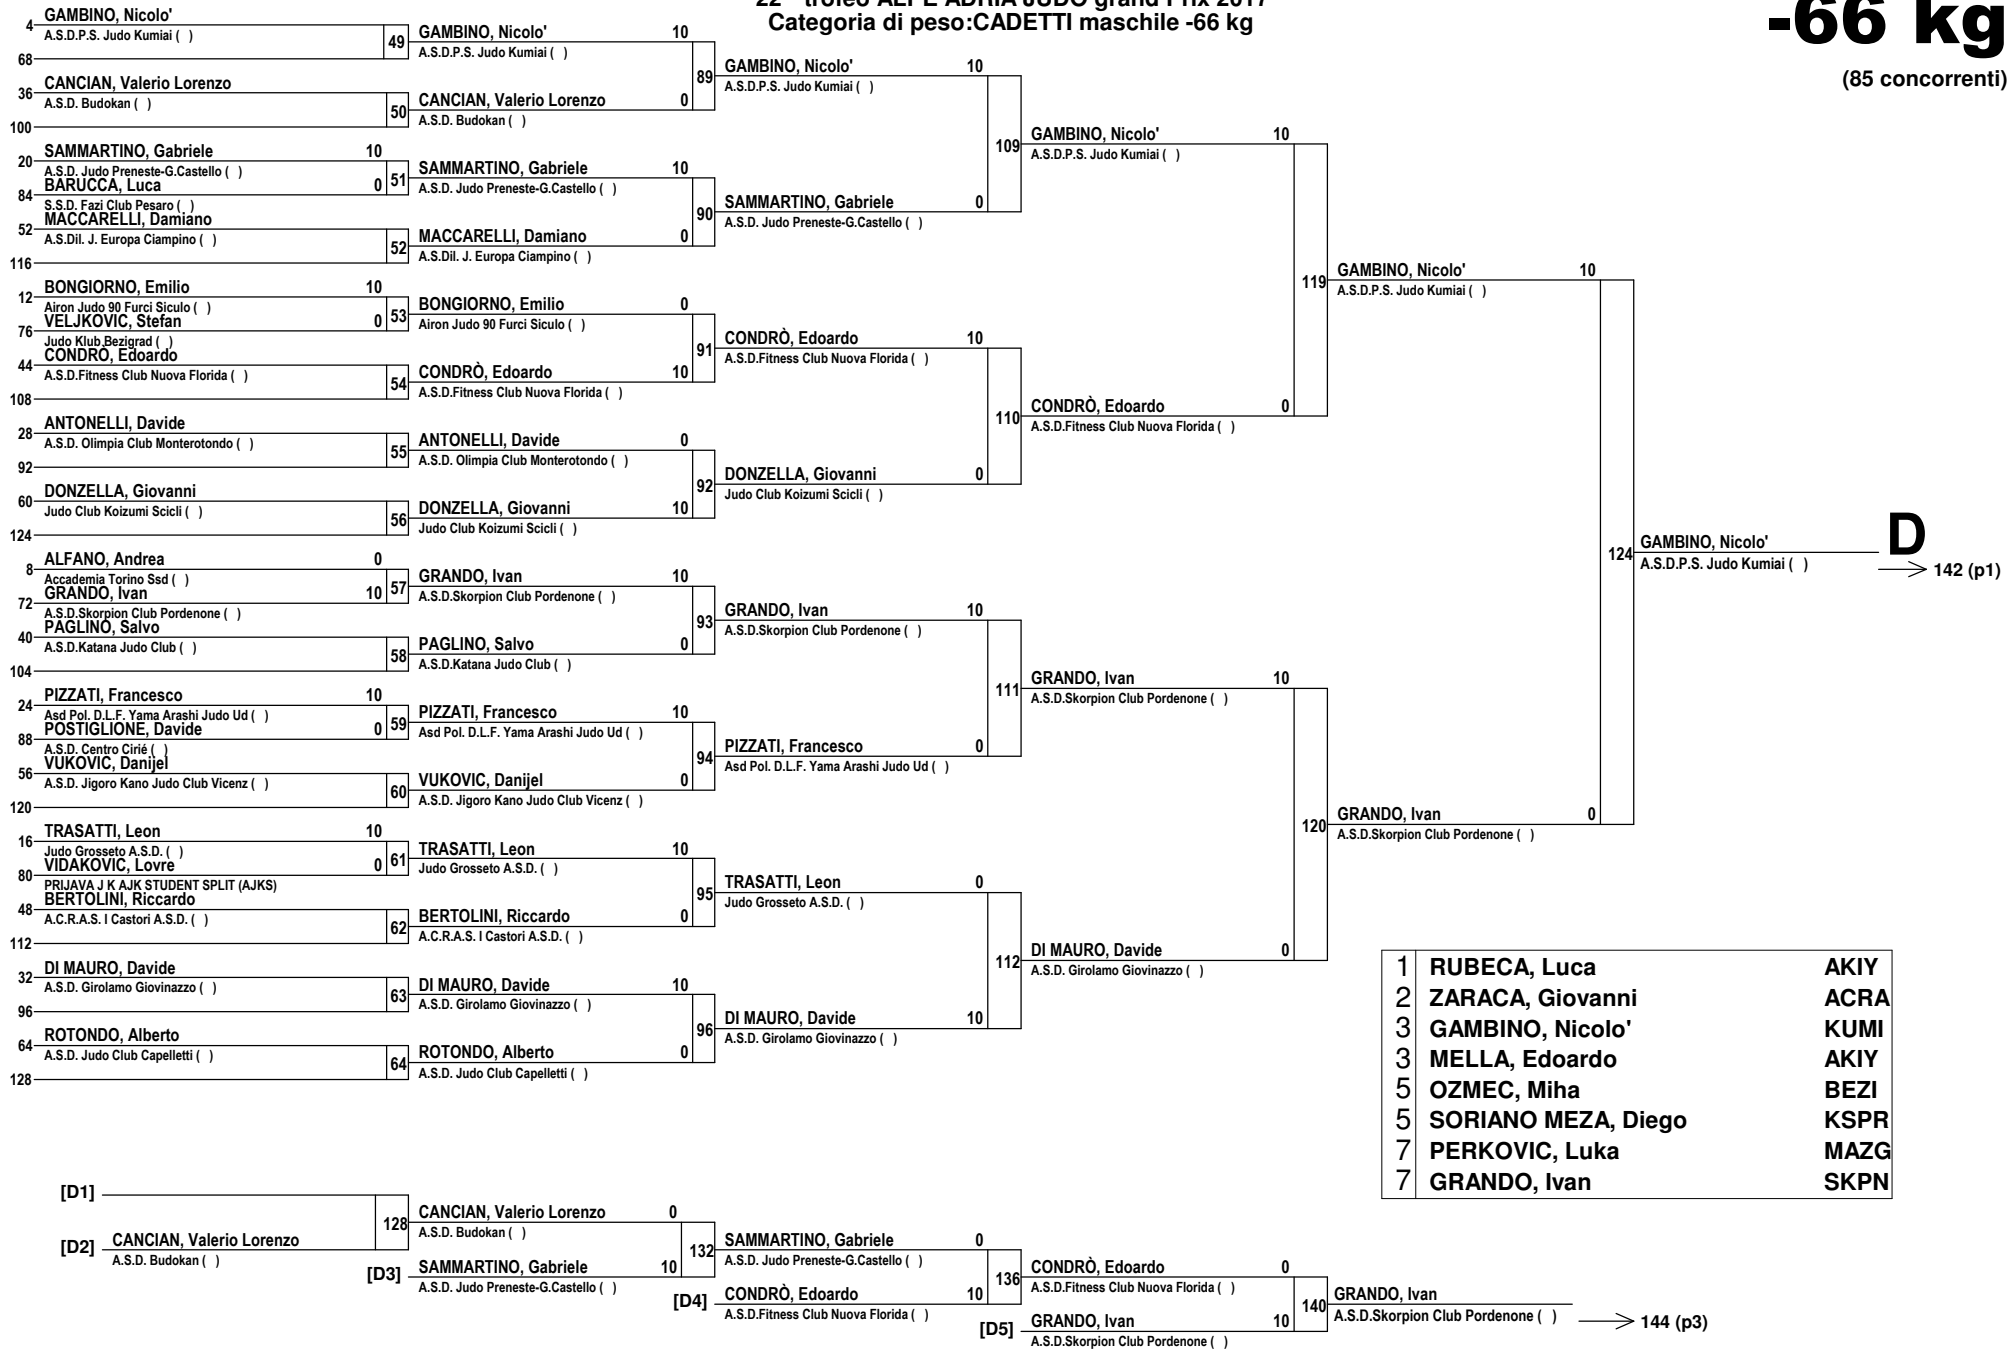 22° trofeo ALPE ADRIA JUDO grand Prix 2017
Categoria di peso:CADETTI maschile -66 kg
-66 kg
(85 concorrenti)
4 GAMBINO, Nicolo'
A.S.D.P.S. Judo Kumiai ( )
68
49
36 CANCIAN, Valerio Lorenzo
A.S.D. Budokan ( )
100
50
20 SAMMARTINO, Gabriele 10
A.S.D. Judo Preneste-G.Castello ( )
84 BARUCCA, Luca 0
S.S.D. Fazi Club Pesaro ( )
51
52 MACCARELLI, Damiano
A.S.Dil. J. Europa Ciampino ( )
116
52
12 BONGIORNO, Emilio 10
Airon Judo 90 Furci Siculo ( )
76 VELJKOVIC, Stefan 0
Judo Klub Bezigrad ( )
53
44 CONDRÒ, Edoardo
A.S.D.Fitness Club Nuova Florida ( )
108
54
28 ANTONELLI, Davide
A.S.D. Olimpia Club Monterotondo ( )
92
55
60 DONZELLA, Giovanni
Judo Club Koizumi Scicli ( )
124
56
8 ALFANO, Andrea 0
Accademia Torino Ssd ( )
72 GRANDO, Ivan 10
A.S.D.Skorpion Club Pordenone ( )
57
40 PAGLINO, Salvo
A.S.D.Katana Judo Club ( )
104
58
24 PIZZATI, Francesco 10
Asd Pol. D.L.F. Yama Arashi Judo Ud ( )
88 POSTIGLIONE, Davide 0
A.S.D. Centro Cirié ( )
59
56 VUKOVIC, Danijel
A.S.D. Jigoro Kano Judo Club Vicenz ( )
120
60
16 TRASATTI, Leon 10
Judo Grosseto A.S.D. ( )
80 VIDAKOVIC, Lovre 0
PRIJAVA J K AJK STUDENT SPLIT (AJKS)
61
48 BERTOLINI, Riccardo
A.C.R.A.S. I Castori A.S.D. ( )
112
62
32 DI MAURO, Davide
A.S.D. Girolamo Giovinazzo ( )
96
63
64 ROTONDO, Alberto
A.S.D. Judo Club Capelletti ( )
128
64
GAMBINO, Nicolo' 10
A.S.D.P.S. Judo Kumiai ( )
89
CANCIAN, Valerio Lorenzo 0
A.S.D. Budokan ( )
SAMMARTINO, Gabriele 10
A.S.D. Judo Preneste-G.Castello ( )
90
MACCARELLI, Damiano 0
A.S.Dil. J. Europa Ciampino ( )
BONGIORNO, Emilio 0
Airon Judo 90 Furci Siculo ( )
91
CONDRÒ, Edoardo 10
A.S.D.Fitness Club Nuova Florida ( )
ANTONELLI, Davide 0
A.S.D. Olimpia Club Monterotondo ( )
92
DONZELLA, Giovanni 10
Judo Club Koizumi Scicli ( )
GRANDO, Ivan 10
A.S.D.Skorpion Club Pordenone ( )
93
PAGLINO, Salvo 0
A.S.D.Katana Judo Club ( )
PIZZATI, Francesco 10
Asd Pol. D.L.F. Yama Arashi Judo Ud ( )
94
VUKOVIC, Danijel 0
A.S.D. Jigoro Kano Judo Club Vicenz ( )
TRASATTI, Leon 10
Judo Grosseto A.S.D. ( )
95
BERTOLINI, Riccardo 0
A.C.R.A.S. I Castori A.S.D. ( )
DI MAURO, Davide 10
A.S.D. Girolamo Giovinazzo ( )
96
ROTONDO, Alberto 0
A.S.D. Judo Club Capelletti ( )
GAMBINO, Nicolo' 10
A.S.D.P.S. Judo Kumiai ( )
109
SAMMARTINO, Gabriele 0
A.S.D. Judo Preneste-G.Castello ( )
CONDRÒ, Edoardo 10
A.S.D.Fitness Club Nuova Florida ( )
110
DONZELLA, Giovanni 0
Judo Club Koizumi Scicli ( )
GRANDO, Ivan 10
A.S.D.Skorpion Club Pordenone ( )
111
PIZZATI, Francesco 0
Asd Pol. D.L.F. Yama Arashi Judo Ud ( )
TRASATTI, Leon 0
Judo Grosseto A.S.D. ( )
112
DI MAURO, Davide 10
A.S.D. Girolamo Giovinazzo ( )
GAMBINO, Nicolo' 10
A.S.D.P.S. Judo Kumiai ( )
119
CONDRÒ, Edoardo 0
A.S.D.Fitness Club Nuova Florida ( )
GRANDO, Ivan 10
A.S.D.Skorpion Club Pordenone ( )
120
DI MAURO, Davide 0
A.S.D. Girolamo Giovinazzo ( )
GAMBINO, Nicolo' 10
A.S.D.P.S. Judo Kumiai ( )
124
GRANDO, Ivan 0
A.S.D.Skorpion Club Pordenone ( )
GAMBINO, Nicolo'
A.S.D.P.S. Judo Kumiai ( )
D
142 (p1)
1 RUBECA, Luca AKIY
2 ZARACA, Giovanni ACRA
3 GAMBINO, Nicolo' KUMI
3 MELLA, Edoardo AKIY
5 OZMEC, Miha BEZI
5 SORIANO MEZA, Diego KSPR
7 PERKOVIC, Luka MAZG
7 GRANDO, Ivan SKPN
[D1]
128
[D2] CANCIAN, Valerio Lorenzo
A.S.D. Budokan ( )
CANCIAN, Valerio Lorenzo 0
A.S.D. Budokan ( )
132
[D3] SAMMARTINO, Gabriele 10
A.S.D. Judo Preneste-G.Castello ( )
SAMMARTINO, Gabriele 0
A.S.D. Judo Preneste-G.Castello ( )
136
[D4] CONDRÒ, Edoardo 10
A.S.D.Fitness Club Nuova Florida ( )
CONDRÒ, Edoardo 0
A.S.D.Fitness Club Nuova Florida ( )
140
[D5] GRANDO, Ivan 10
A.S.D.Skorpion Club Pordenone ( )
GRANDO, Ivan
A.S.D.Skorpion Club Pordenone ( )
144 (p3)